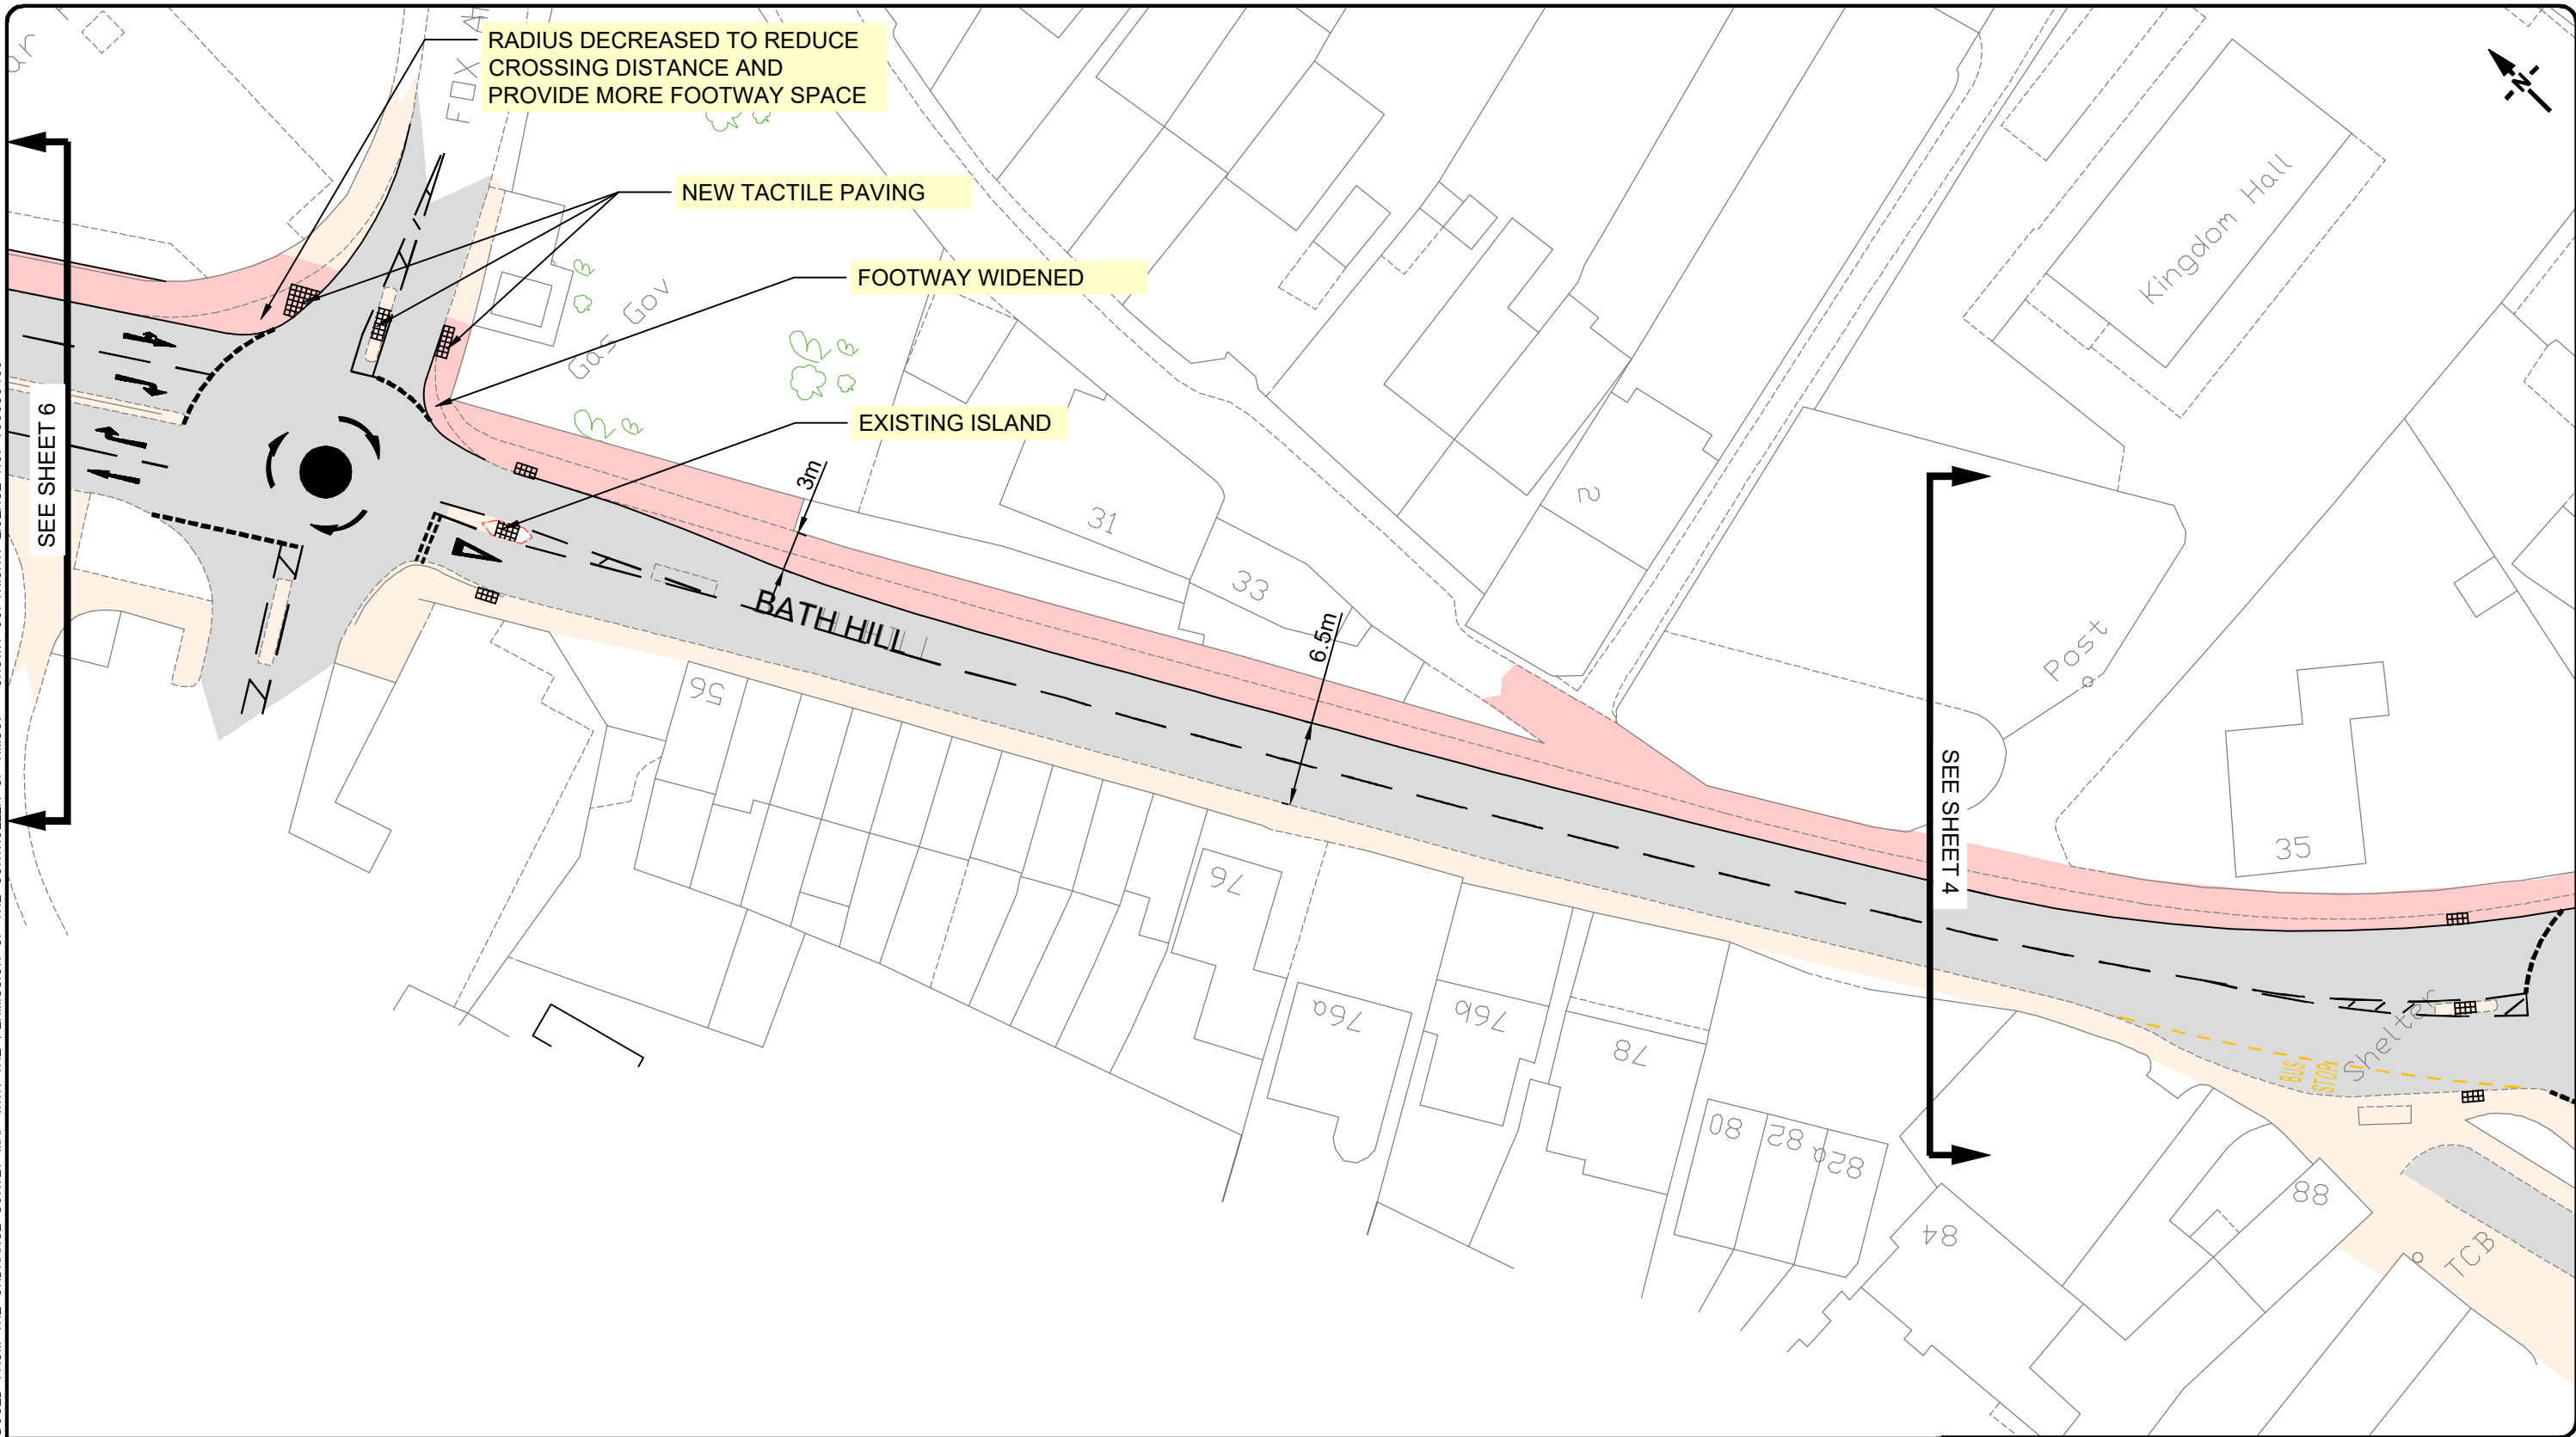 RADIUS DECREASED TO REDUCE
CROSSING DISTANCE AND
PROVIDE MORE FOOTWAY SPACE
FOX
N
NEW TACTILE PAVING
Kingdom Hall
FOOTWAY WIDENED
Gas Gov
EXISTING ISLAND
SEE SHEET 6
3m
31
2
33
BATH HILL
6.5m
Post
56
SEE SHEET 4
35
76
76a
76b
78
Shelter
BUS
STOP
80
82
82a
88
84
TCB